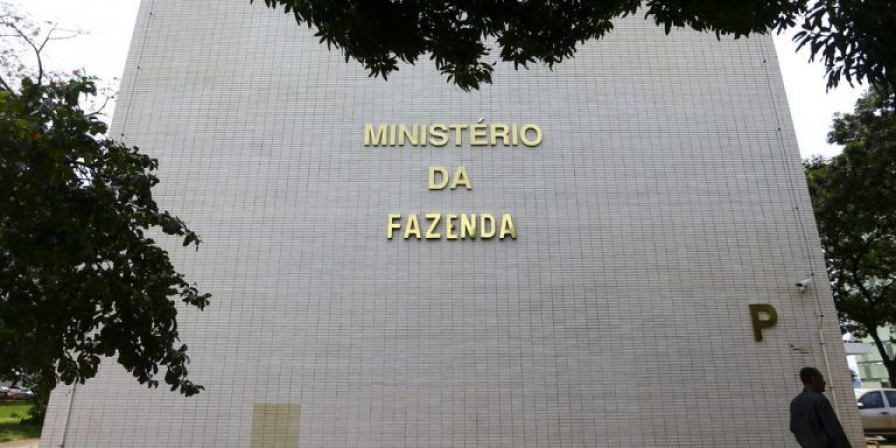 MINISTÉRIO
DA
FAZENDA
P